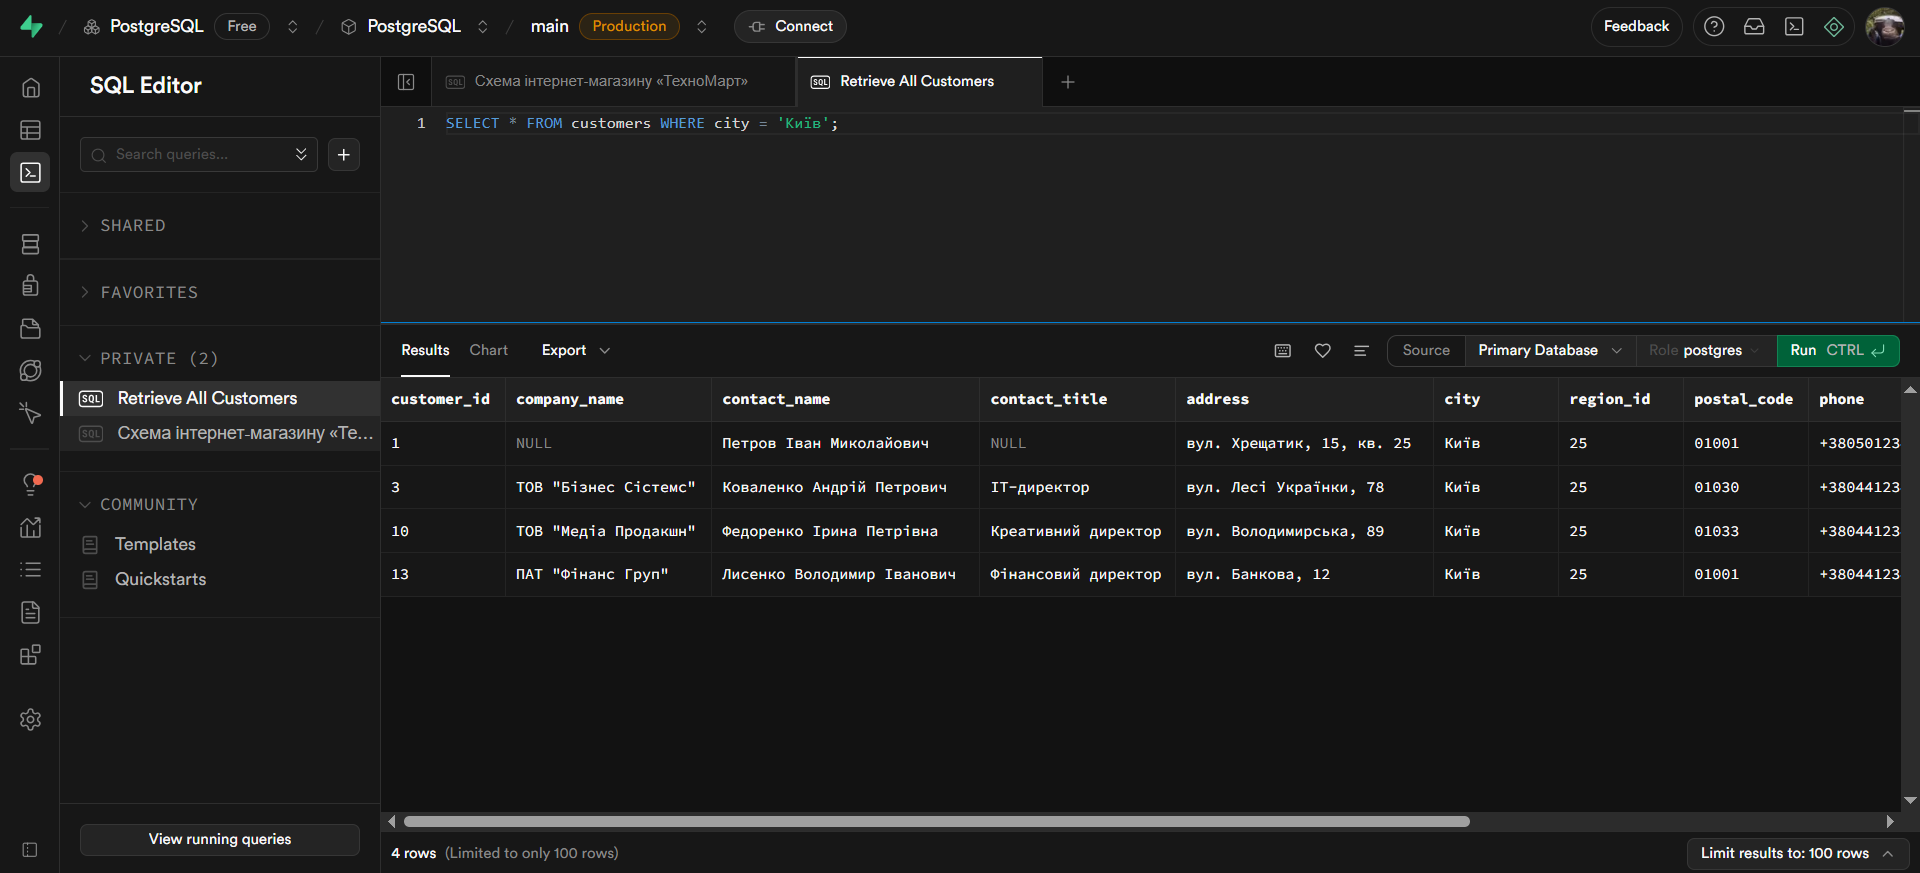 PostgreSQL Free / PostgreSQL / main Production Connect Feedback
SQL Editor
Схема інтернет-магазину «ТехноМарт» Retrieve All Customers
1 SELECT * FROM customers WHERE city = 'Київ';
Search queries...
SHARED
FAVORITES
PRIVATE (2)
Retrieve All Customers
Схема інтернет-магазину «Те...
COMMUNITY
Templates
Quickstarts
View running queries
Results Chart Export Source Primary Database Role postgres Run CTRL
customer_id company_name contact_name contact_title address city region_id postal_code phone
1 NULL Петров Іван Миколайович NULL вул. Хрещатик, 15, кв. 25 Київ 25 01001 +38050123
3 ТОВ "Бізнес Сістемс" Коваленко Андрій Петрович ІТ-директор вул. Лесі Українки, 78 Київ 25 01030 +38044123
10 ТОВ "Медіа Продакшн" Федоренко Ірина Петрівна Креативний директор вул. Володимирська, 89 Київ 25 01033 +38044123
13 ПАТ "Фінанс Груп" Лисенко Володимир Іванович Фінансовий директор вул. Банкова, 12 Київ 25 01001 +38044123
4 rows (Limited to only 100 rows) Limit results to: 100 rows